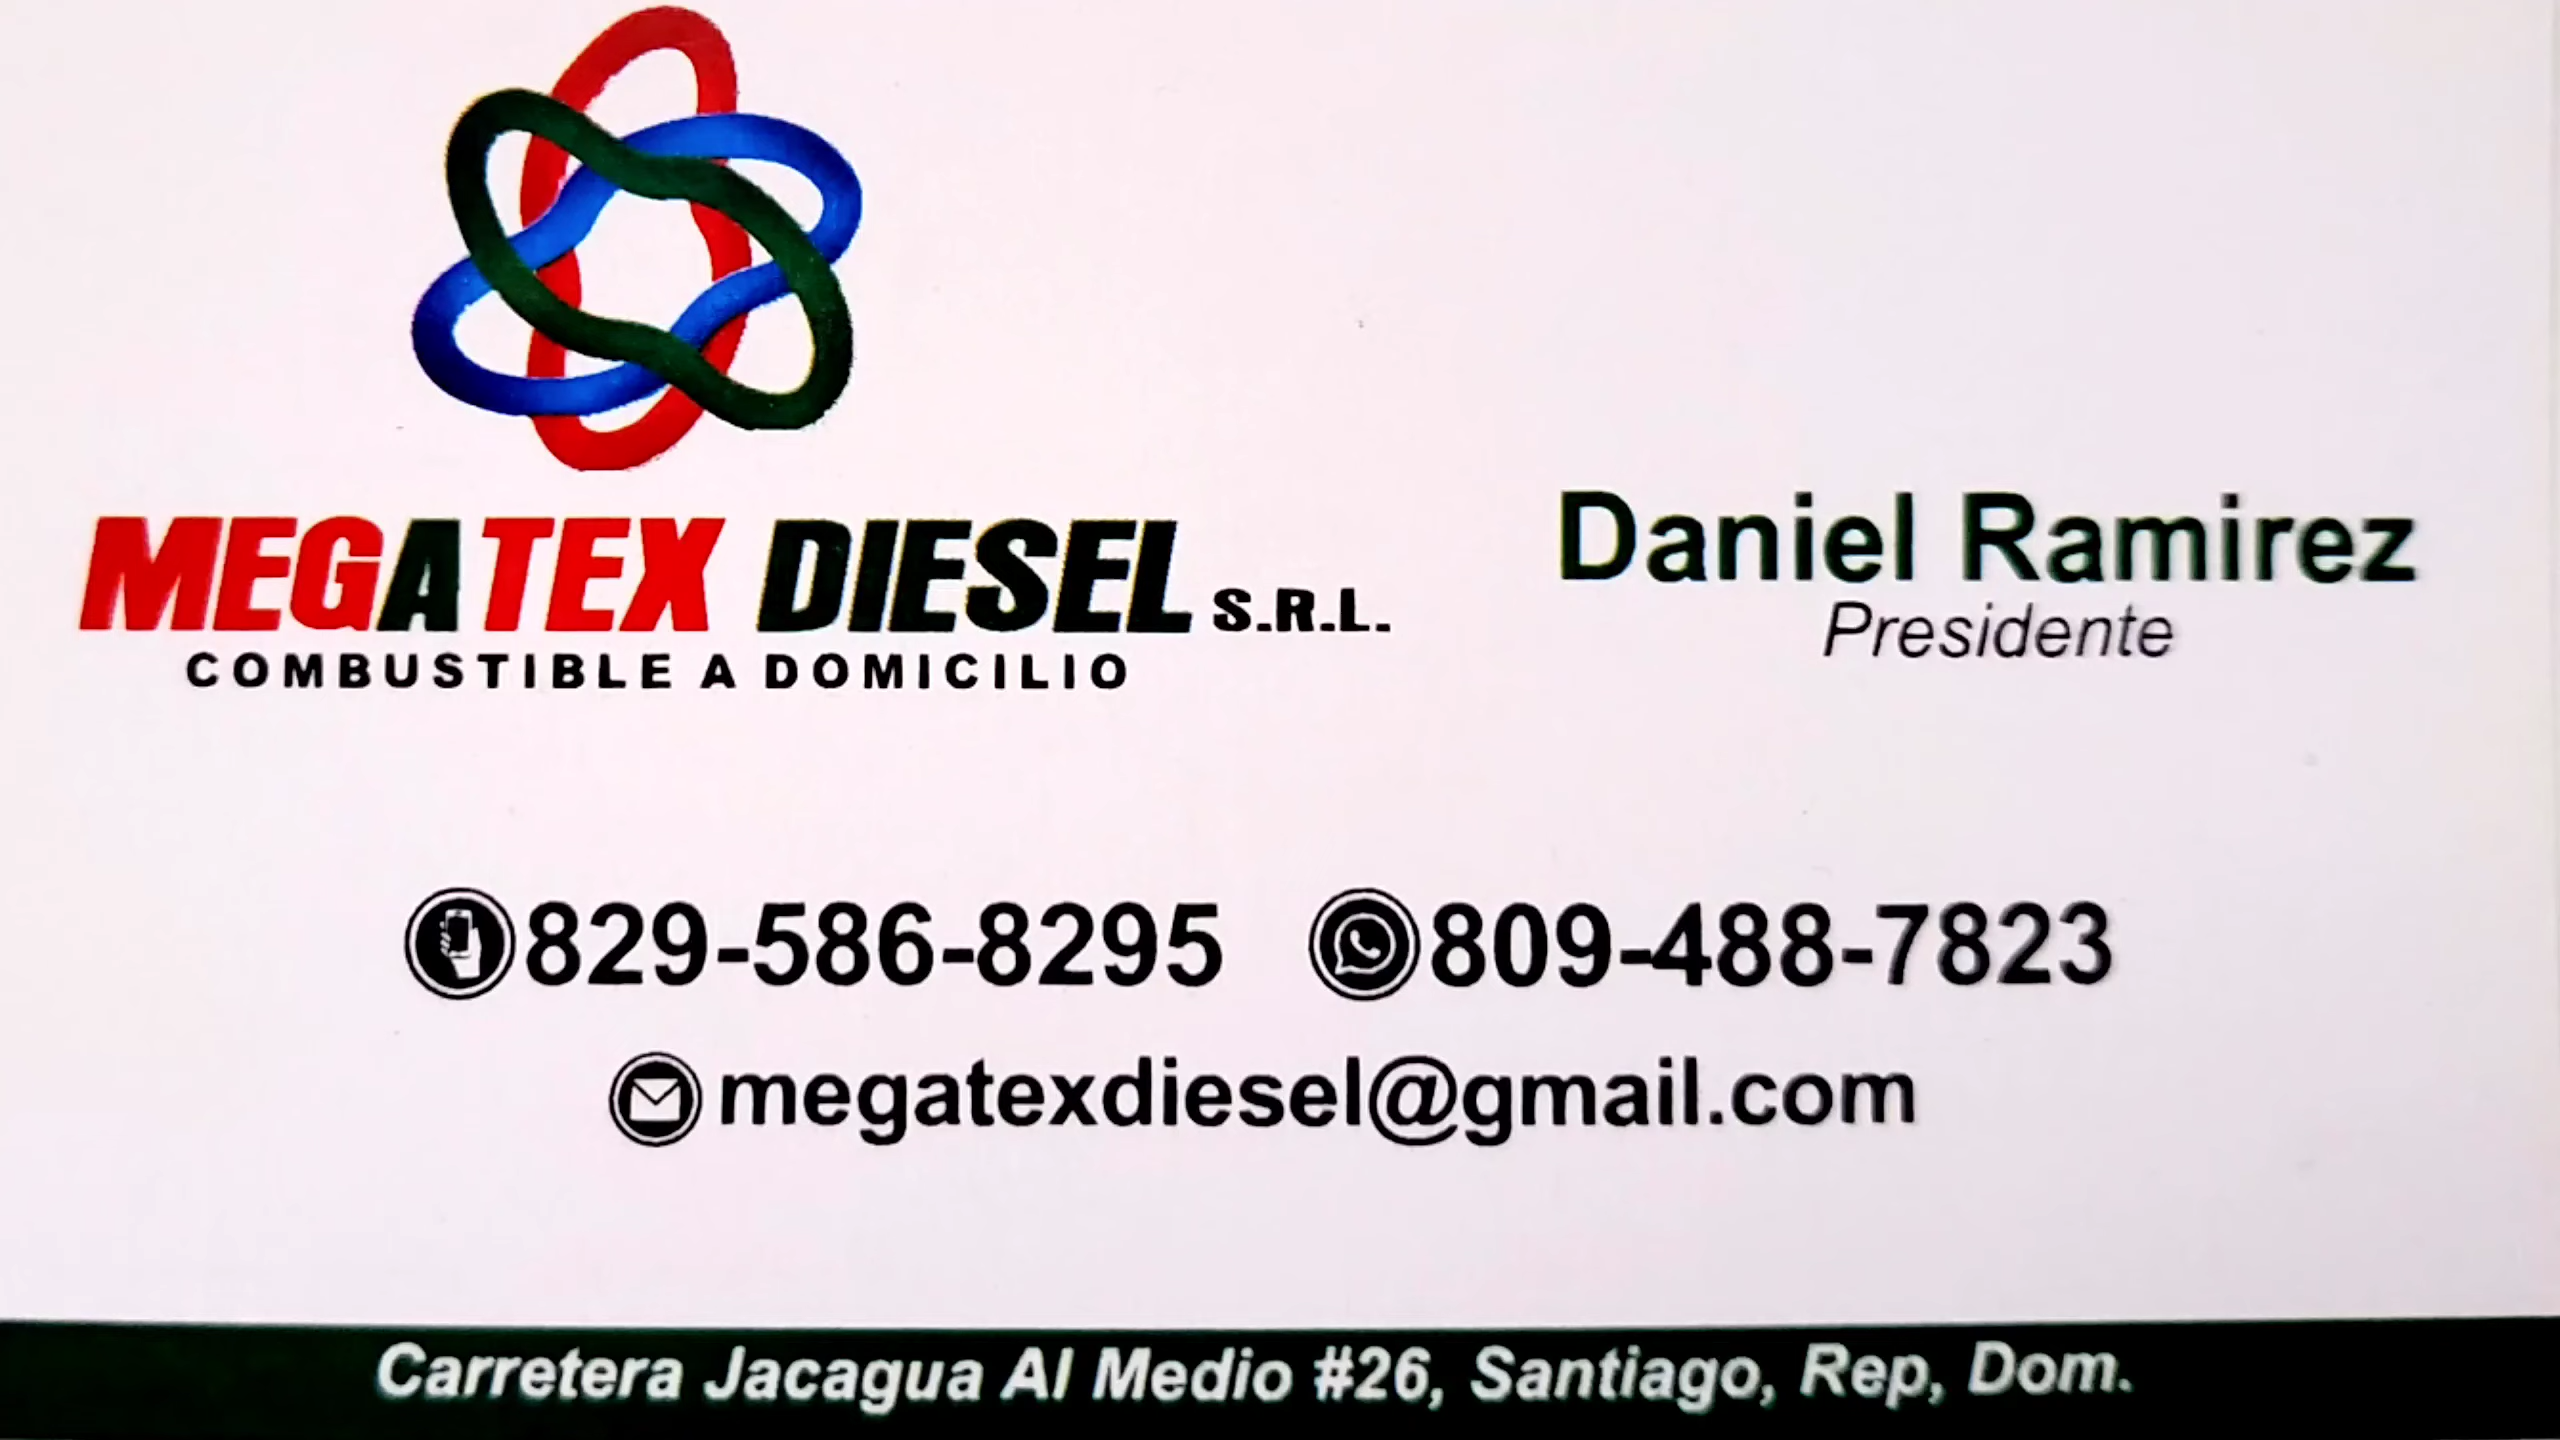 MEGATEX DIESEL S.R.L.
COMBUSTIBLE A DOMICILIO
Daniel Ramirez
Presidente
829-586-8295 809-488-7823
megatexdiesel@gmail.com
Carretera Jacagua Al Medio #26, Santiago, Rep, Dom.